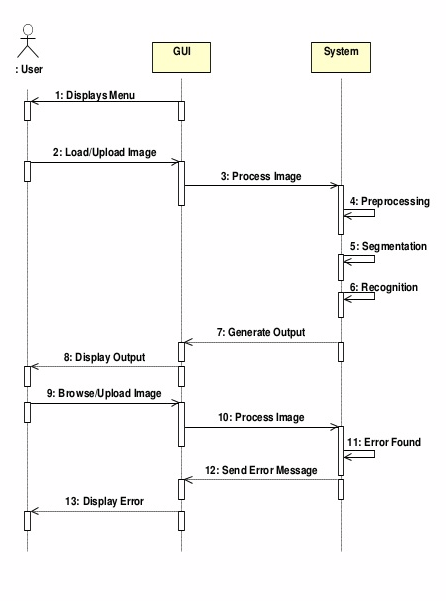 GUI
System
: User
1: Displays Menu
2: Load/Upload Image
3: Process Image
4: Preprocessing
5: Segmentation
6: Recognition
7: Generate Output
8: Display Output
9: Browse/Upload Image
10: Process Image
11: Error Found
12: Send Error Message
13: Display Error